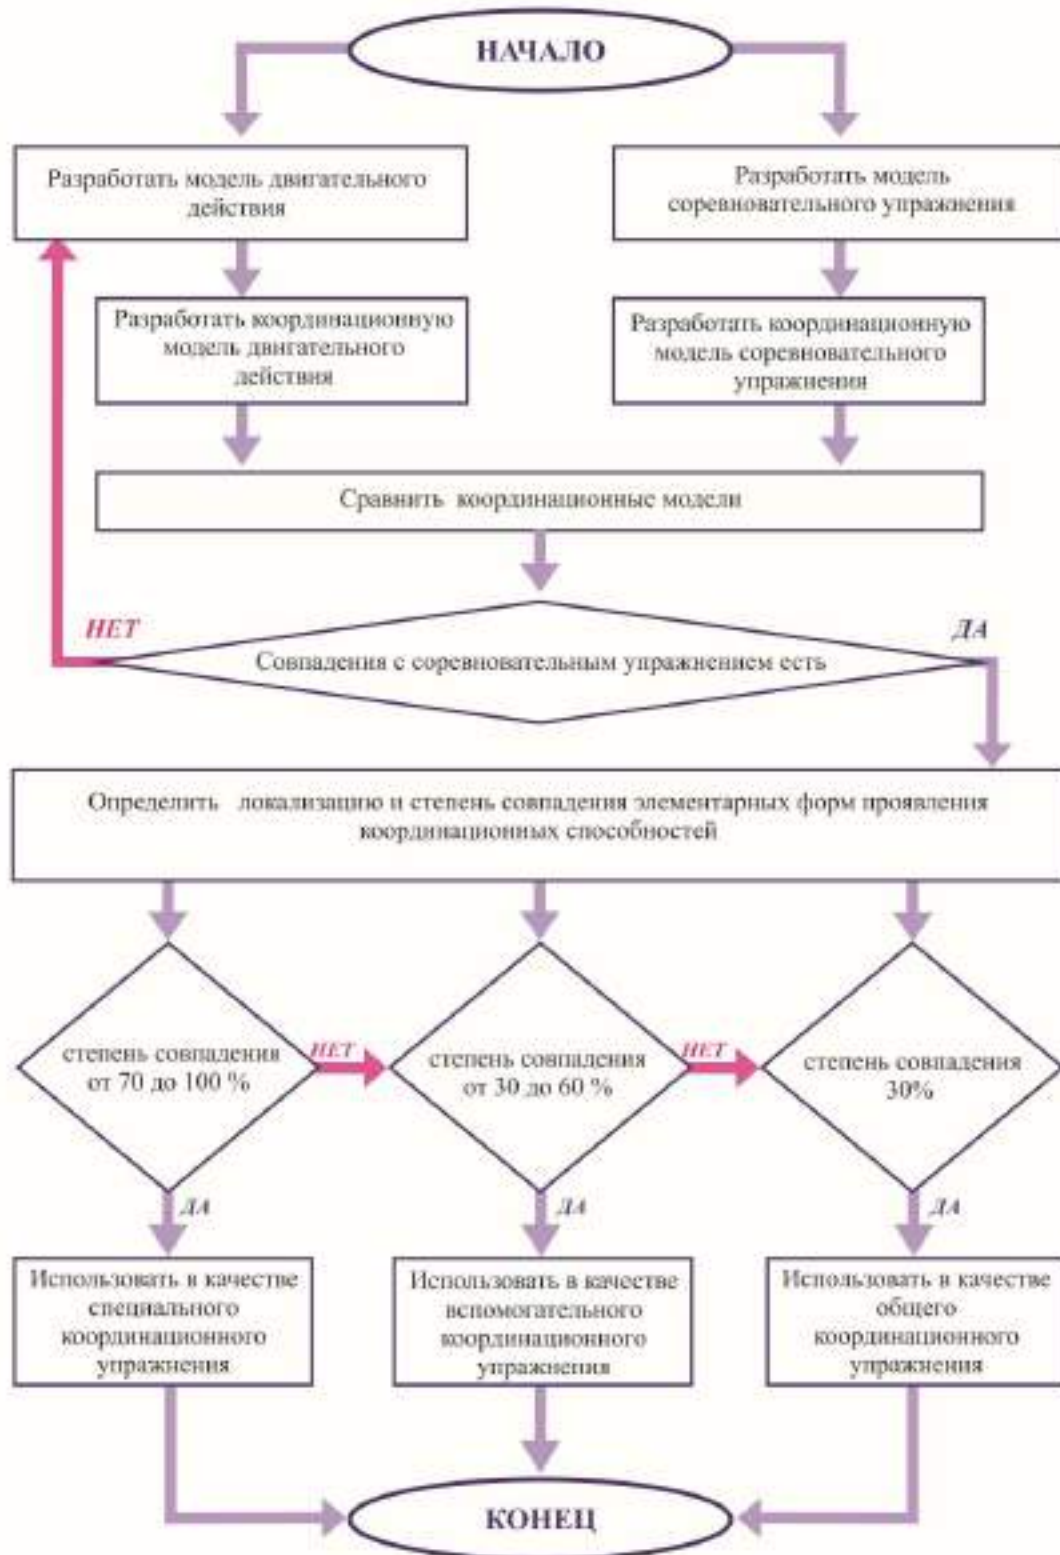 НАЧАЛО
Разработать модель двигательного
действия
Разработать модель
соревновательного упражнения
Разработать координационную
модель двигательного
действия
Разработать координационную
модель соревновательного
упражнения
Сравнить координационные модели
НЕТ
ДА
Совпадения с соревновательным упражнением есть
Определить локализацию и степень совпадения элементарных форм проявления
координационных способностей
степень совпадения
от 70 до 100 %
НЕТ
степень совпадения
от 30 до 60 %
НЕТ
степень совпадения
30%
ДА
ДА
ДА
Использовать в качестве
специального
координационного
упражнения
Использовать в качестве
вспомогательного
координационного
упражнения
Использовать в качестве
общего
координационного
упражнения
КОНЕЦ